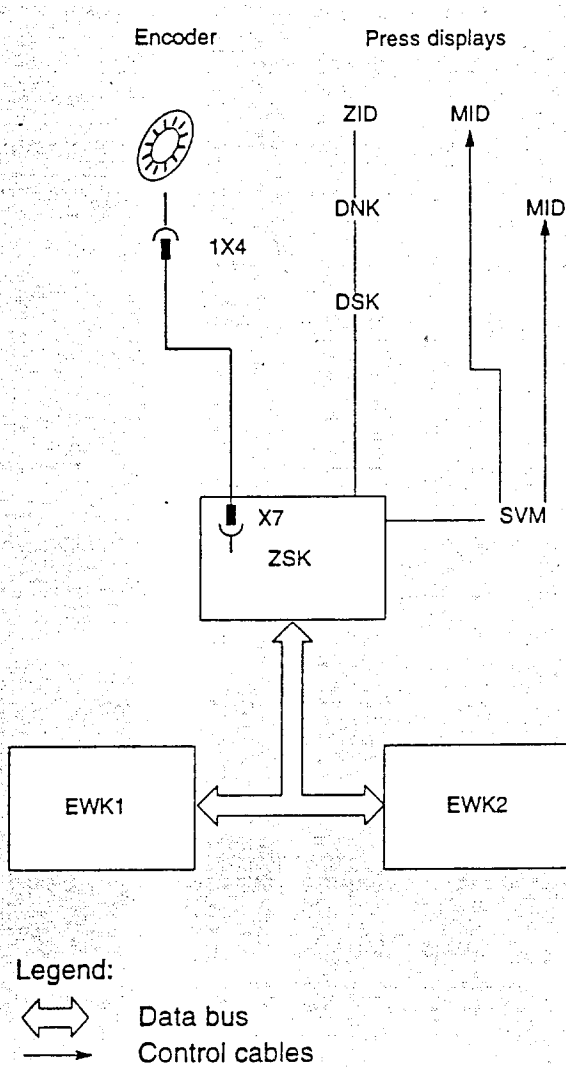 Encoder Press displays
ZID MID
DNK MID
1X4
DSK
X7 SVM
ZSK
EWK1 EWK2
Legend:
Data bus
Control cables